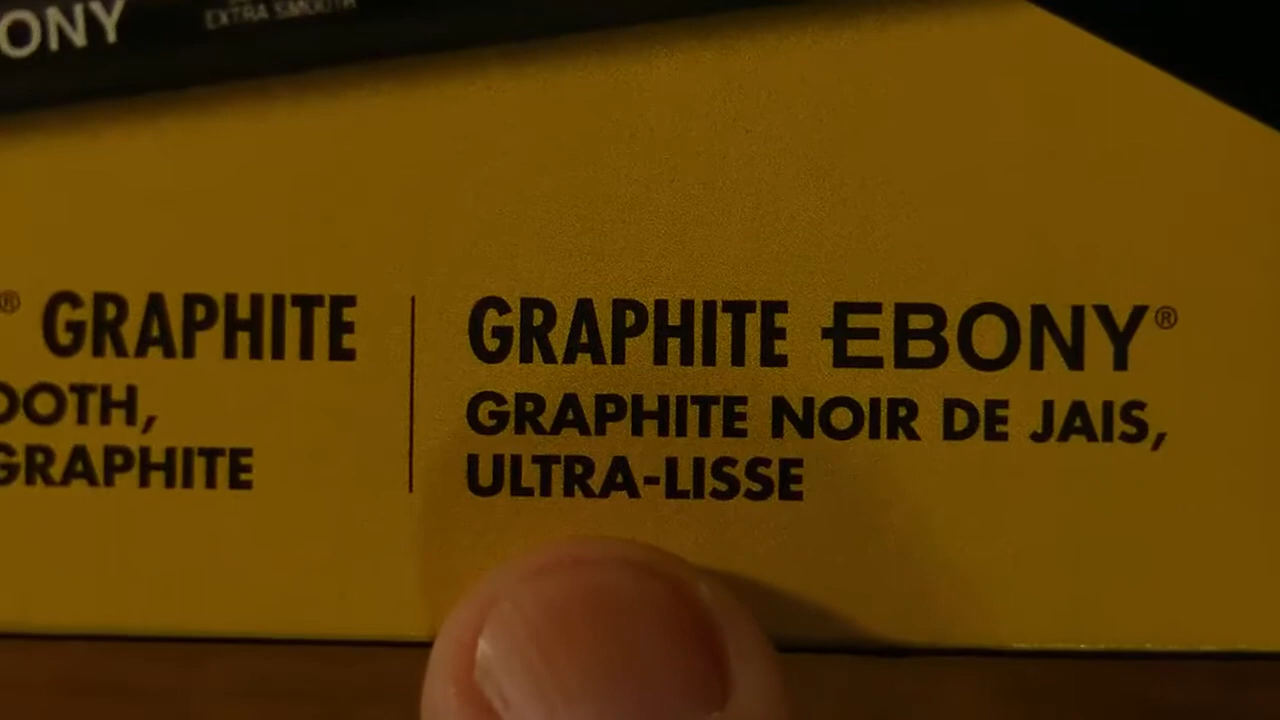 ONY
EXTRA SMOOTH
® GRAPHITE
OOTH,
GRAPHITE
GRAPHITE EBONY®
GRAPHITE NOIR DE JAIS,
ULTRA-LISSE